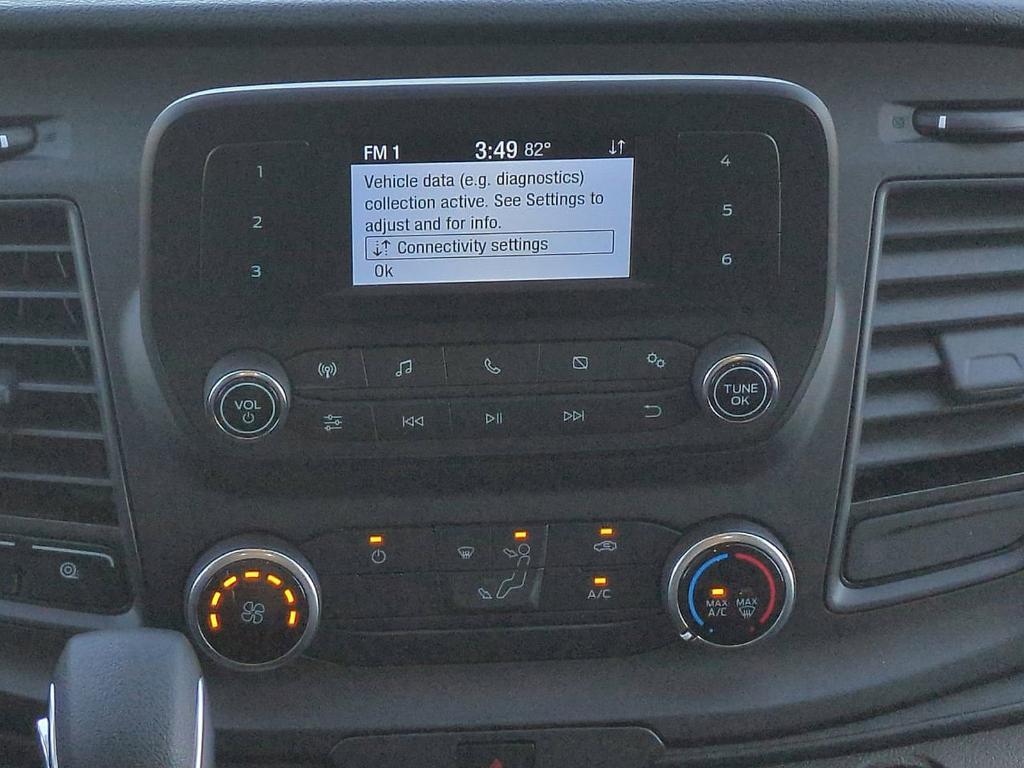 FM 1 3:49 82°
Vehicle data (e.g. diagnostics)
collection active. See Settings to
adjust and for info.
Connectivity settings
Ok
1
2
3
4
5
6
VOL
TUNE
OK
A/C
MAX
A/C
MAX